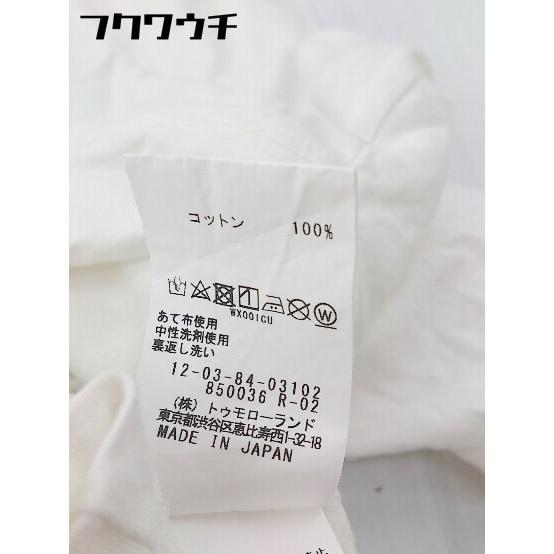 フクワウチ
コットン 100%
WX001CU
あて布使用
中性洗剤使用
裏返し洗い
12-03-84-03102
850036 R-02
(株) トゥモローランド
東京都渋谷区恵比寿西1-32-18
MADE IN JAPAN